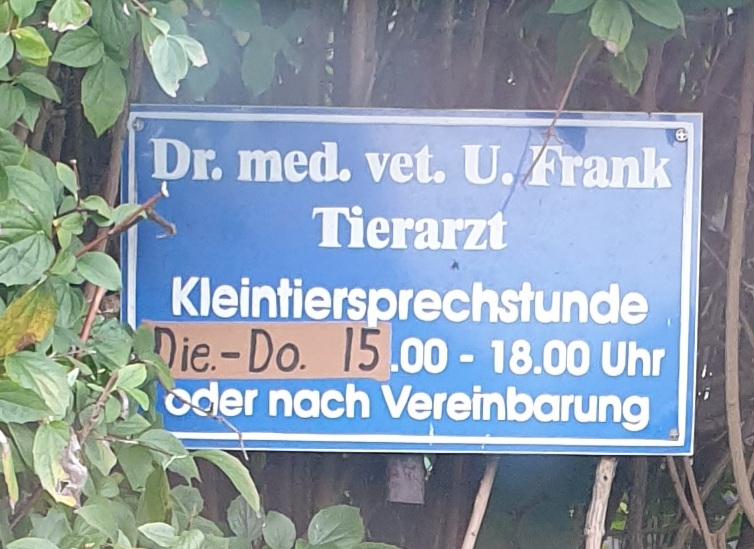 Dr. med. vet. U. Frank
Tierarzt
Kleintiersprechstunde
Die.-Do. 15.00 - 18.00 Uhr
oder nach Vereinbarung